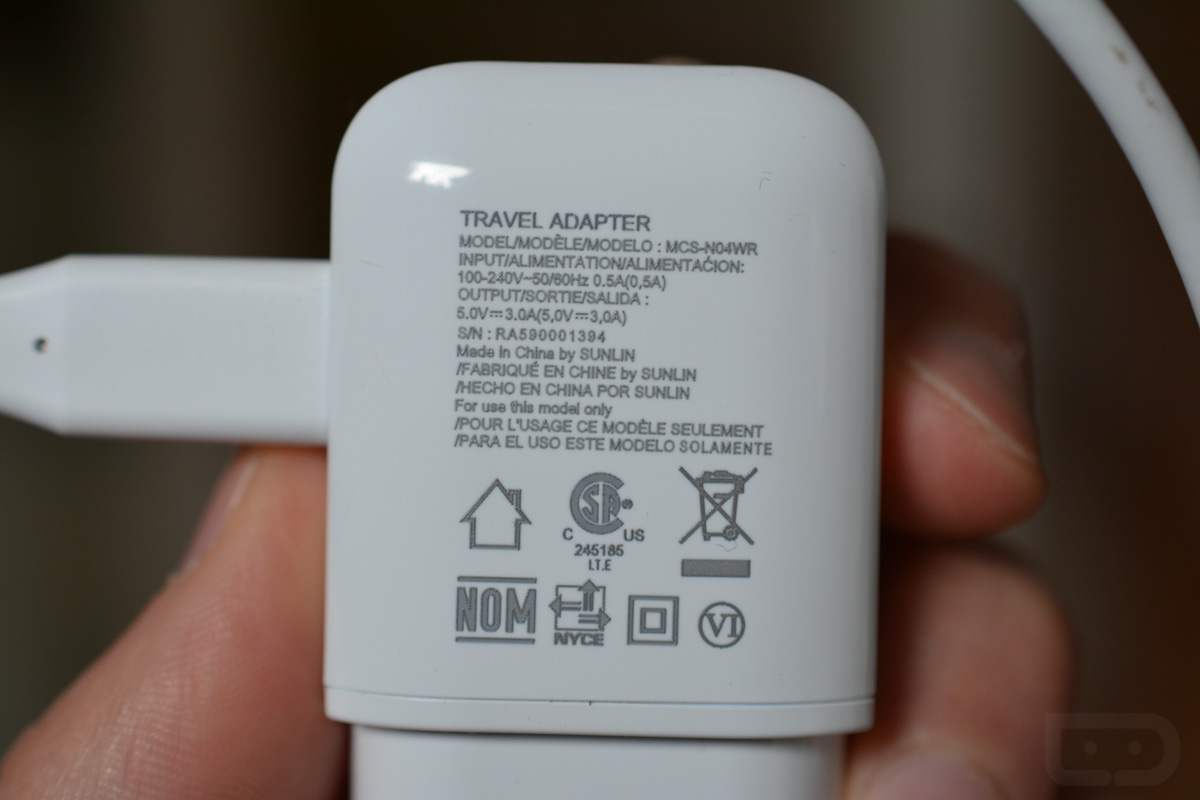 TRAVEL ADAPTER
MODEL/MODÈLE/MODELO : MCS-N04WR
INPUT/ALIMENTATION/ALIMENTAĆION:
100-240V~50/60Hz 0.5A(0,5A)
OUTPUT/SORTIE/SALIDA :
5.0V⎓3.0A(5,0V⎓3,0A)
S/N : RA590001394
Made in China by SUNLIN
/FABRIQUÉ EN CHINE by SUNLIN
/HECHO EN CHINA POR SUNLIN
For use this model only
/POUR L'USAGE CE MODÈLE SEULEMENT
/PARA EL USO ESTE MODELO SOLAMENTE
SA®
C US
245185
I.T.E
NOM NYCE VI